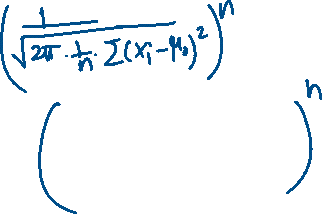 (1/√(2π · 1/n · Σ(xᵢ − μ₀)²))ⁿ
( )ⁿ